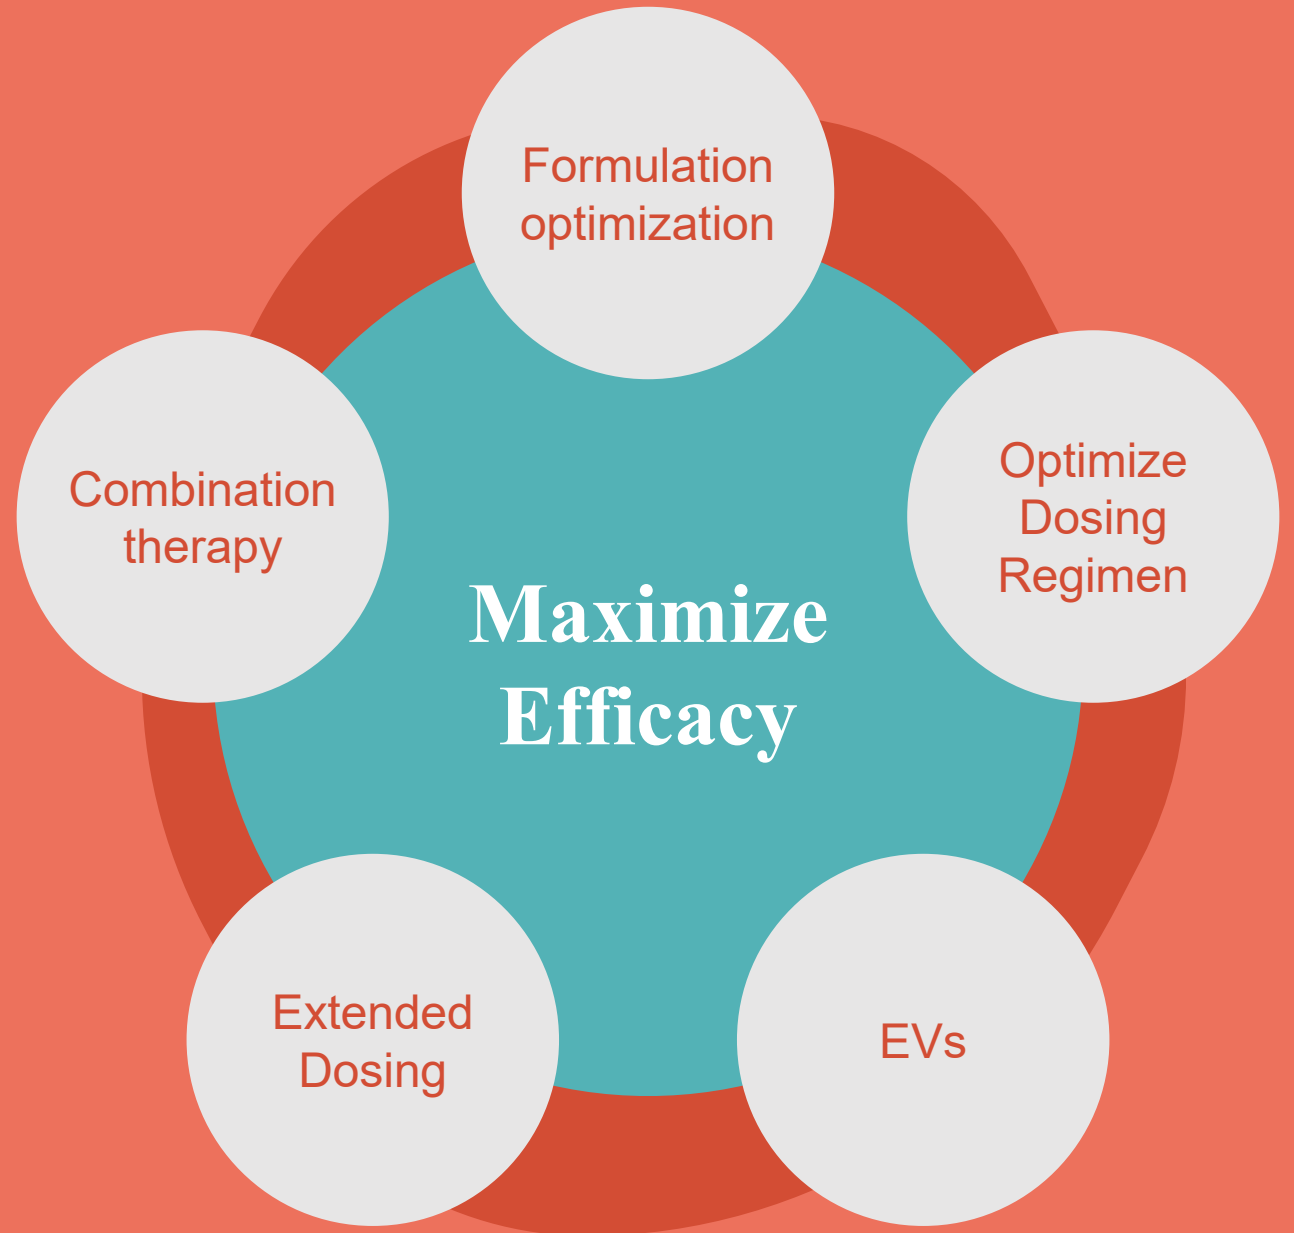 Formulation
optimization
Optimize
Dosing
Regimen
EVs
Extended
Dosing
Combination
therapy
Maximize
Efficacy